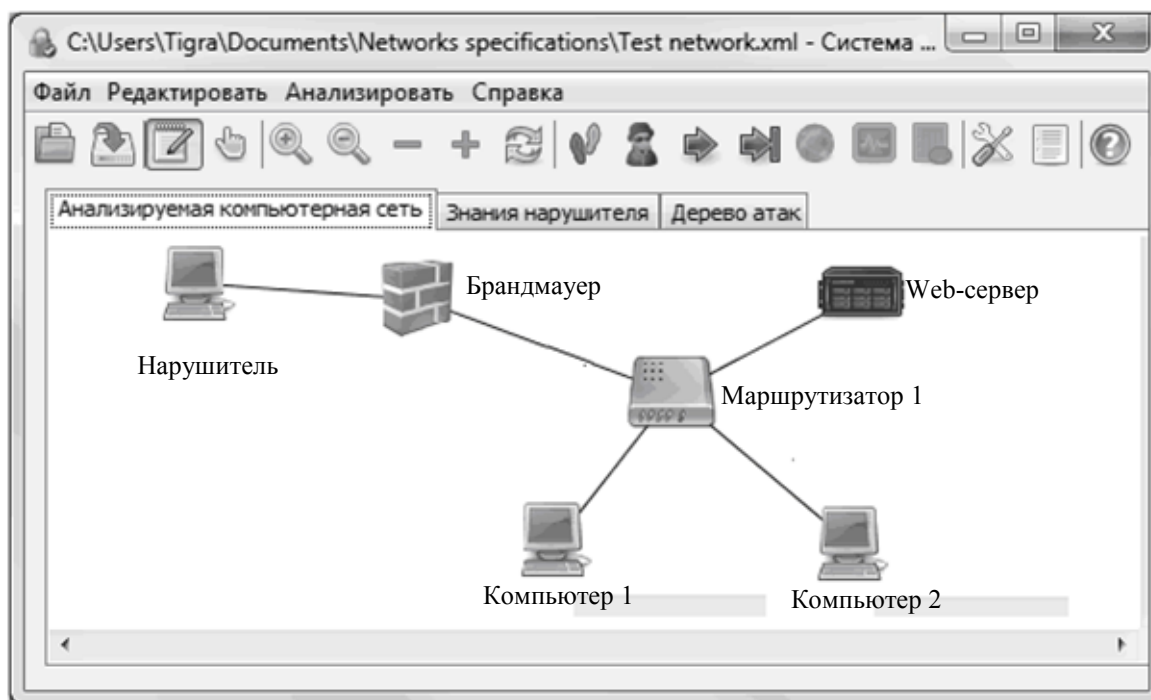 C:\Users\Tigra\Documents\Networks specifications\Test network.xml - Система ...
Файл Редактировать Анализировать Справка
Анализируемая компьютерная сеть Знания нарушителя Дерево атак
Брандмауер
Web-сервер
Нарушитель
Маршрутизатор 1
Компьютер 1
Компьютер 2